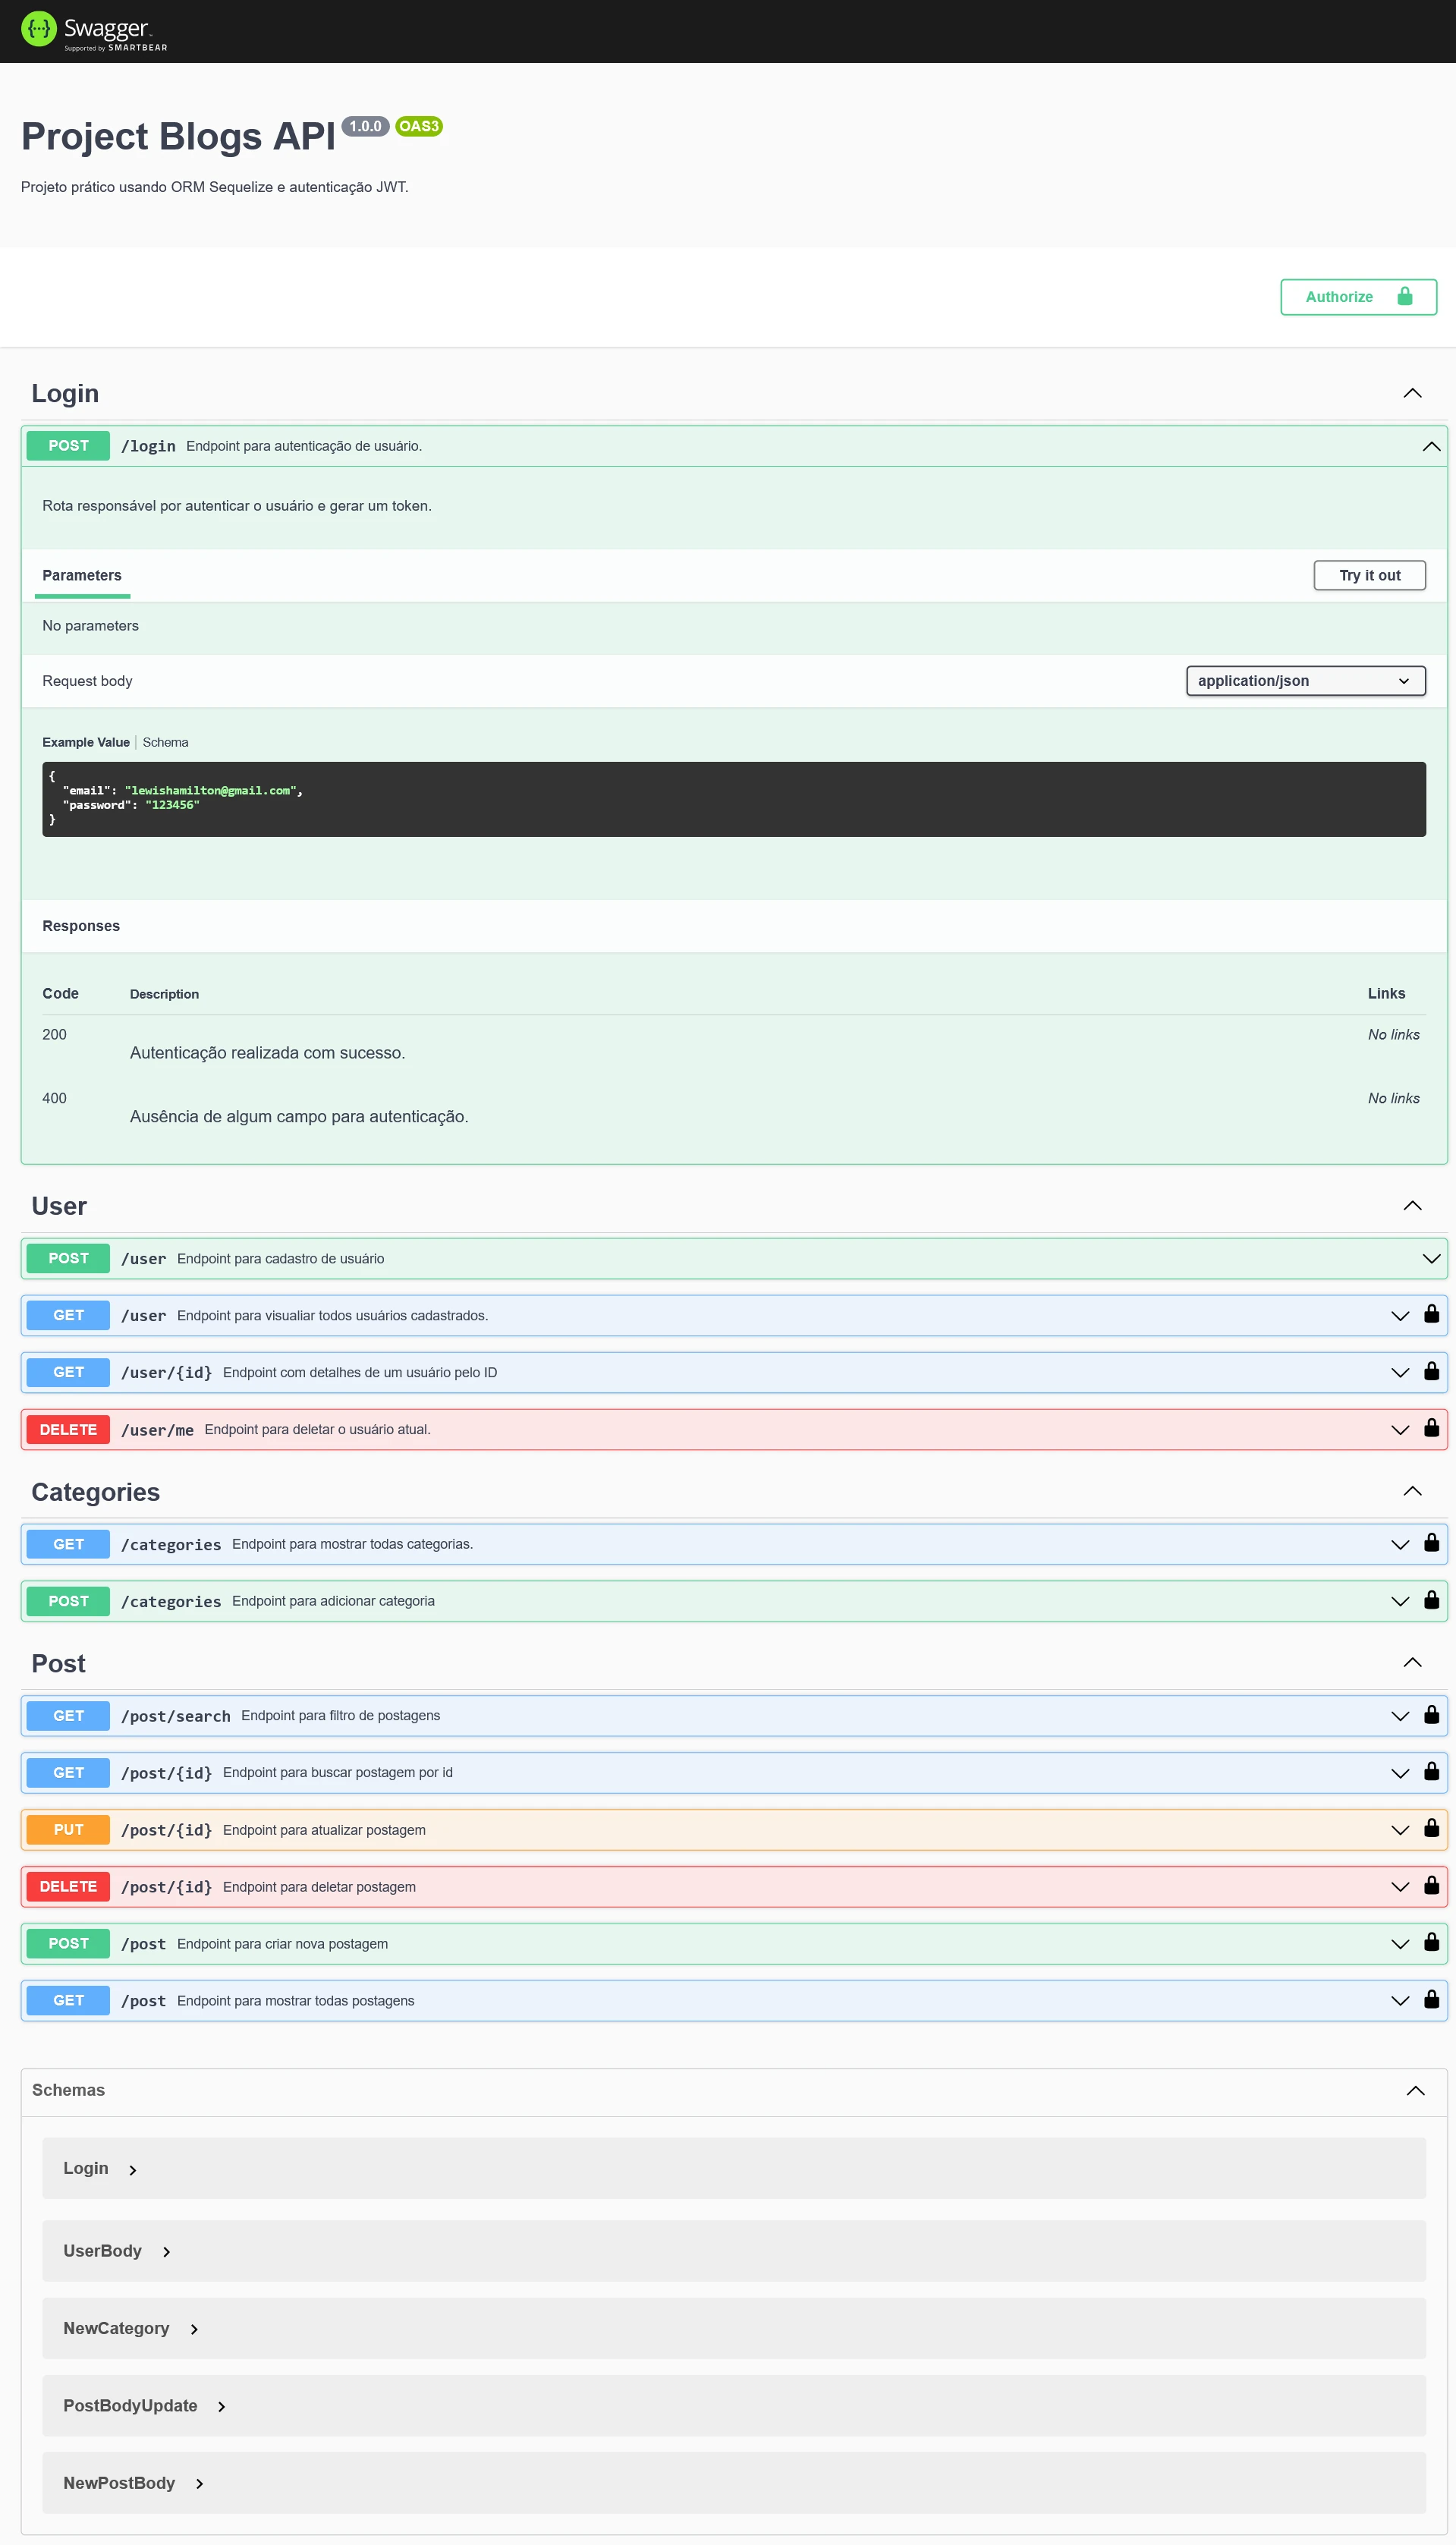 Swagger.
Supported by SMARTBEAR
Project Blogs API 1.0.0 OAS3
Projeto prático usando ORM Sequelize e autenticação JWT.
Authorize
Login
POST /login Endpoint para autenticação de usuário.
Rota responsável por autenticar o usuário e gerar um token.
Parameters Try it out
No parameters
Request body application/json
Example Value | Schema
{
"email": "lewishamilton@gmail.com",
"password": "123456"
}
Responses
Code Description Links
200 No links
Autenticação realizada com sucesso.
400 No links
Ausência de algum campo para autenticação.
User
POST /user Endpoint para cadastro de usuário
GET /user Endpoint para visualiar todos usuários cadastrados.
GET /user/{id} Endpoint com detalhes de um usuário pelo ID
DELETE /user/me Endpoint para deletar o usuário atual.
Categories
GET /categories Endpoint para mostrar todas categorias.
POST /categories Endpoint para adicionar categoria
Post
GET /post/search Endpoint para filtro de postagens
GET /post/{id} Endpoint para buscar postagem por id
PUT /post/{id} Endpoint para atualizar postagem
DELETE /post/{id} Endpoint para deletar postagem
POST /post Endpoint para criar nova postagem
GET /post Endpoint para mostrar todas postagens
Schemas
Login
UserBody
NewCategory
PostBodyUpdate
NewPostBody